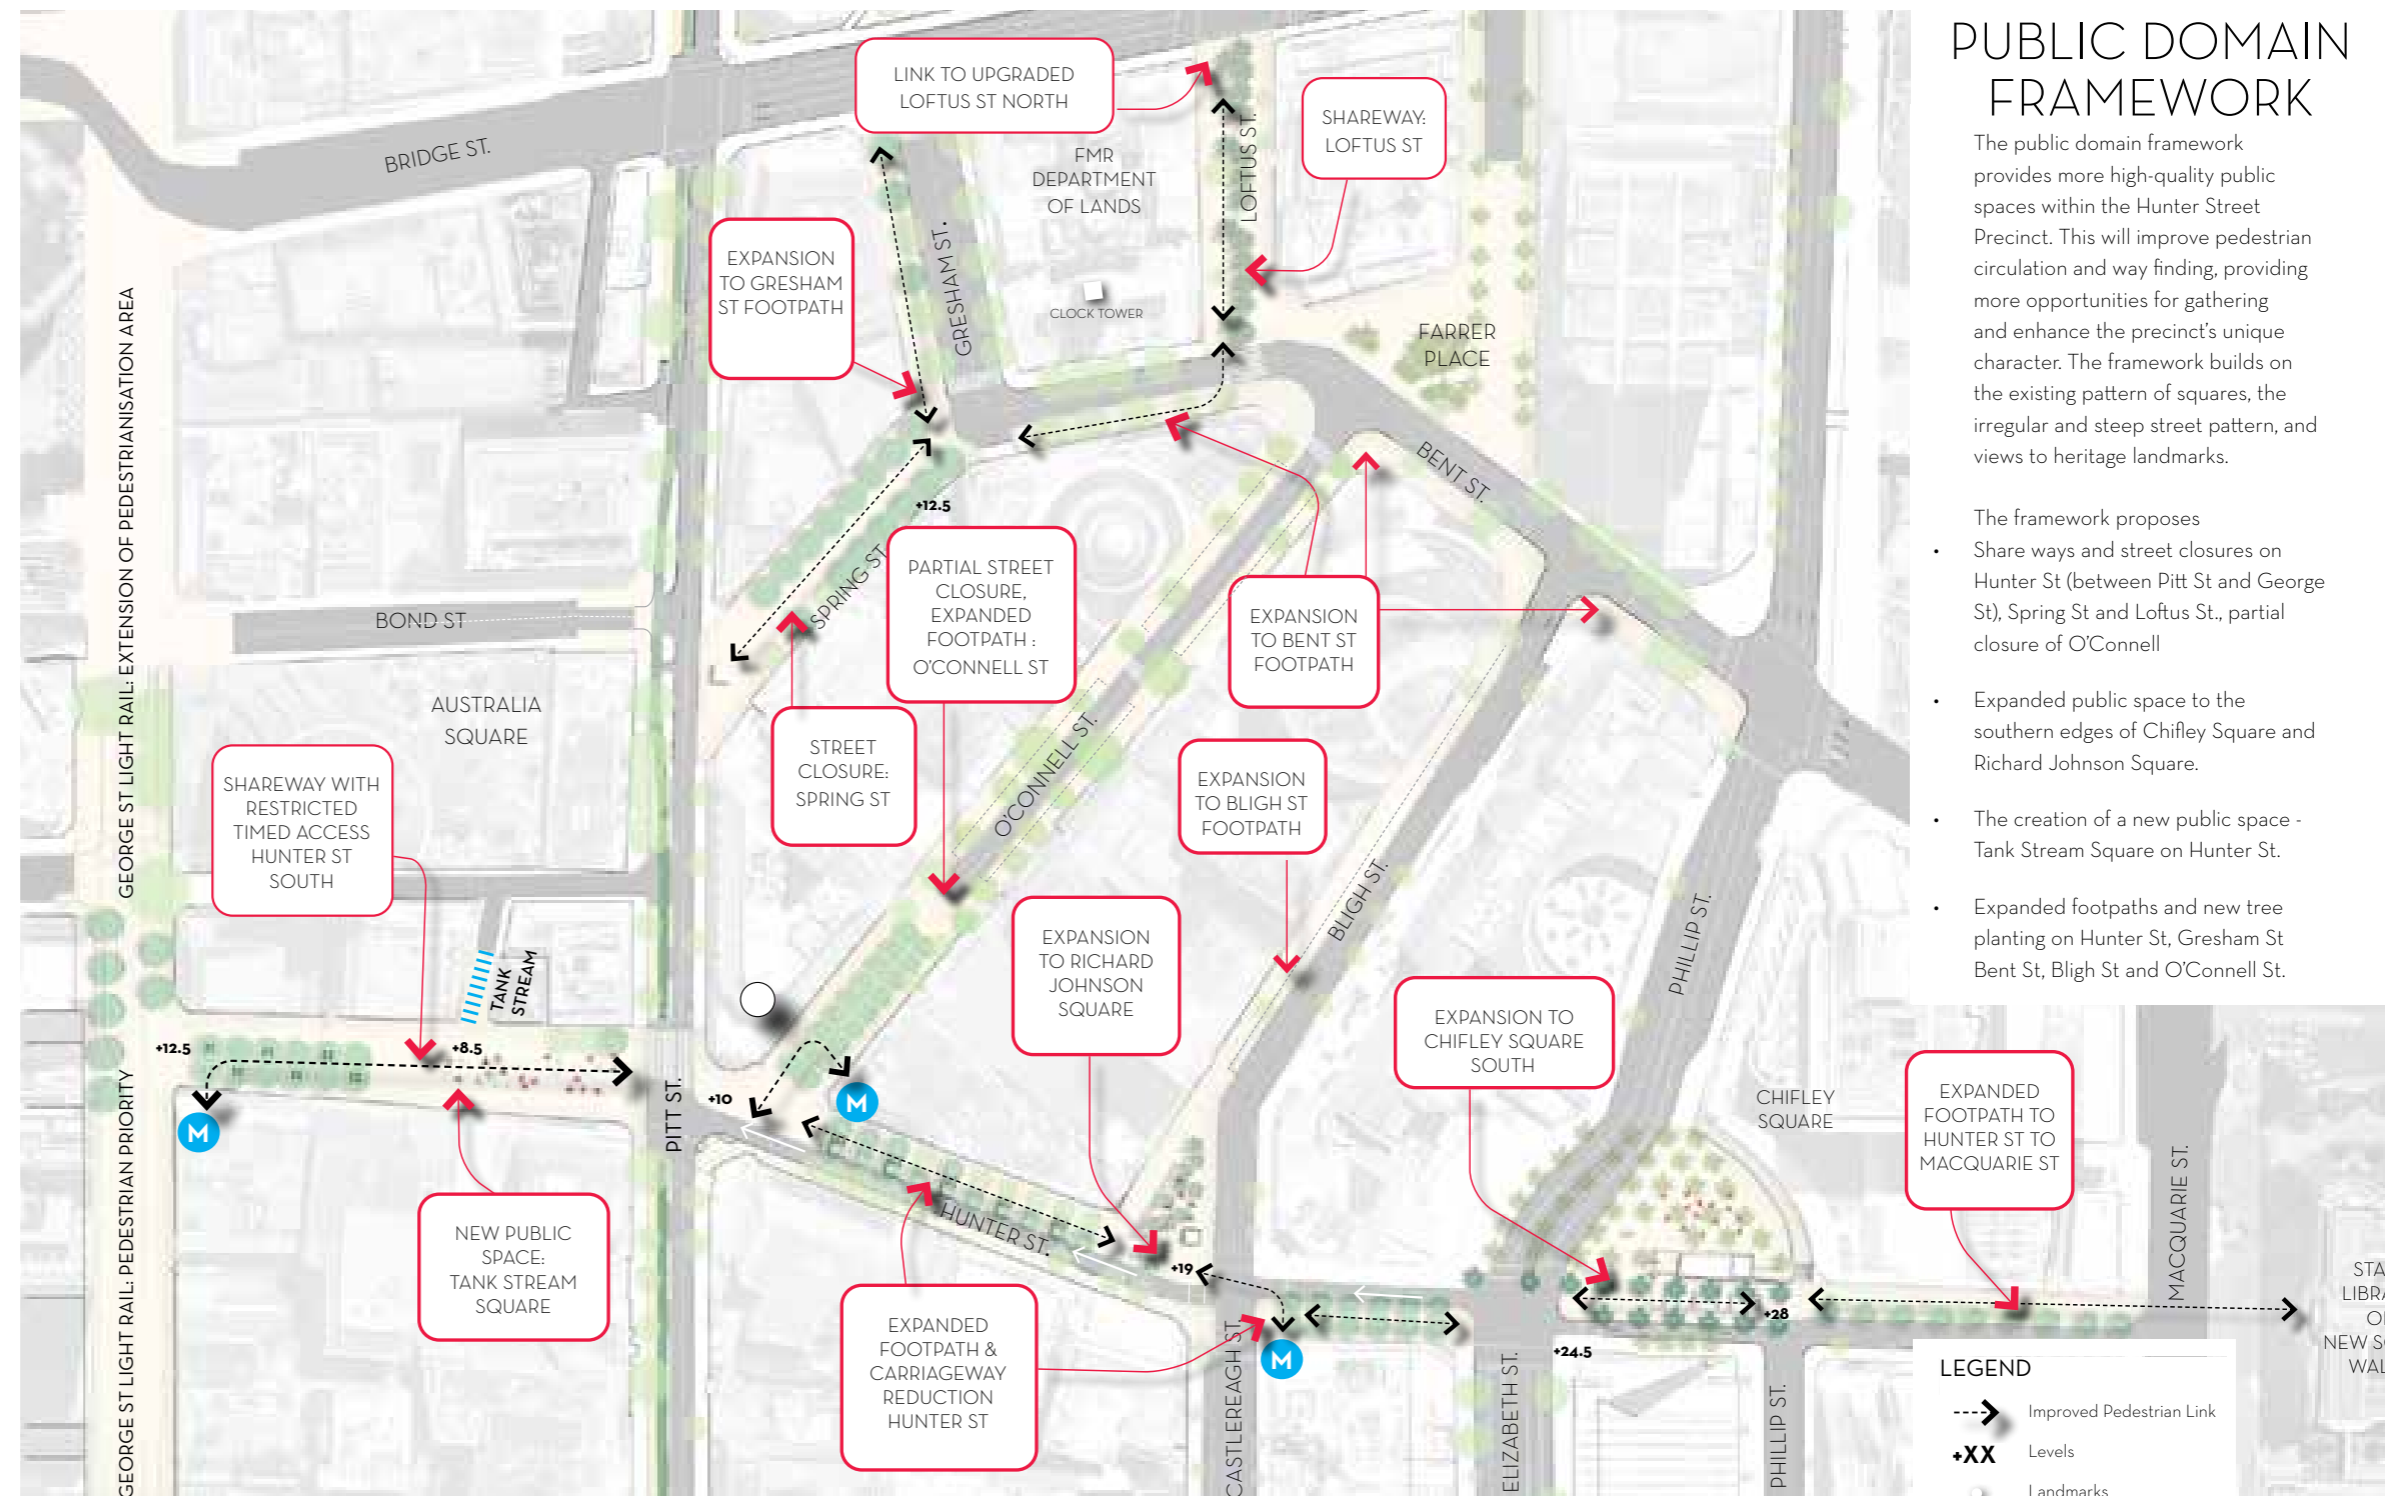 PUBLIC DOMAIN
FRAMEWORK
The public domain framework
provides more high-quality public
spaces within the Hunter Street
Precinct. This will improve pedestrian
circulation and way finding, providing
more opportunities for gathering
and enhance the precinct's unique
character. The framework builds on
the existing pattern of squares, the
irregular and steep street pattern, and
views to heritage landmarks.
The framework proposes
• Share ways and street closures on
Hunter St (between Pitt St and George
St), Spring St and Loftus St., partial
closure of O'Connell
• Expanded public space to the
southern edges of Chifley Square and
Richard Johnson Square.
• The creation of a new public space -
Tank Stream Square on Hunter St.
• Expanded footpaths and new tree
planting on Hunter St, Gresham St
Bent St, Bligh St and O'Connell St.
LINK TO UPGRADED
LOFTUS ST NORTH
SHAREWAY:
LOFTUS ST
BRIDGE ST.
FMR
DEPARTMENT
OF LANDS
LOFTUS ST.
EXPANSION
TO GRESHAM
ST FOOTPATH
GRESHAM ST.
CLOCK TOWER
FARRER
PLACE
BENT ST.
+12.5
SPRING ST.
PARTIAL STREET
CLOSURE,
EXPANDED
FOOTPATH :
O'CONNELL ST
EXPANSION
TO BENT ST
FOOTPATH
BOND ST
AUSTRALIA
SQUARE
GEORGE ST LIGHT RAIL: EXTENSION OF PEDESTRIANISATION AREA
STREET
CLOSURE:
SPRING ST
O'CONNELL ST.
EXPANSION
TO BLIGH ST
FOOTPATH
SHAREWAY WITH
RESTRICTED
TIMED ACCESS
HUNTER ST
SOUTH
BLIGH ST.
PHILLIP ST.
TANK
STREAM
EXPANSION
TO RICHARD
JOHNSON
SQUARE
EXPANSION TO
CHIFLEY SQUARE
SOUTH
+12.5
+8.5
+10
M
M
PITT ST.
CHIFLEY
SQUARE
EXPANDED
FOOTPATH TO
HUNTER ST TO
MACQUARIE ST
GEORGE ST LIGHT RAIL: PEDESTRIAN PRIORITY
NEW PUBLIC
SPACE:
TANK STREAM
SQUARE
HUNTER ST.
+19
MACQUARIE ST.
EXPANDED
FOOTPATH &
CARRIAGEWAY
REDUCTION
HUNTER ST
M
+28
+24.5
CASTLEREAGH ST.
ELIZABETH ST.
PHILLIP ST.
STA
LIBRA
O
NEW SO
WAL
LEGEND
Improved Pedestrian Link
+XX Levels
Landmarks